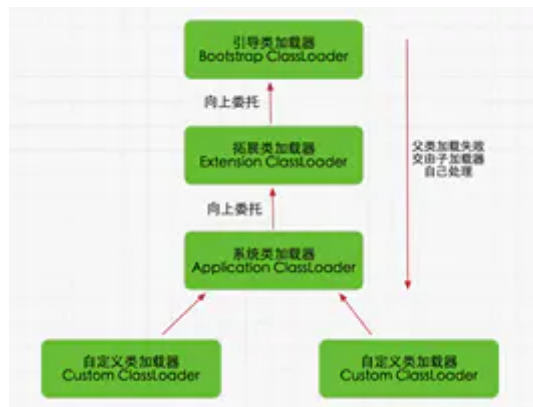 引导类加载器
Bootstrap ClassLoader
向上委托
拓展类加载器
Extension ClassLoader
父类加载失败
交由子加载器
自己处理
向上委托
系统类加载器
Application ClassLoader
自定义类加载器
Custom ClassLoader
自定义类加载器
Custom ClassLoader